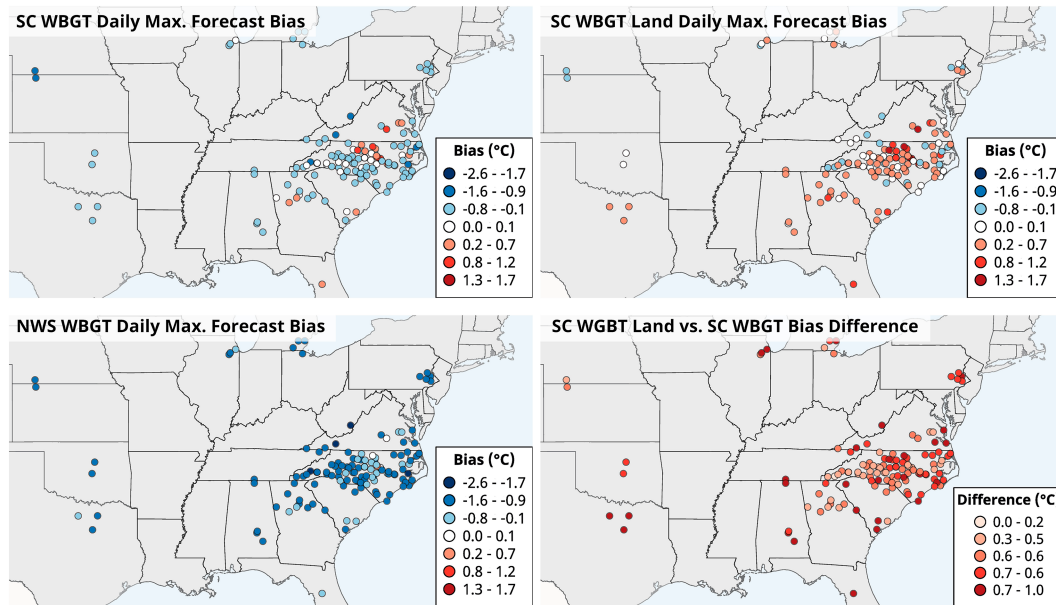 SC WBGT Daily Max. Forecast Bias
Bias (°C)
-2.6 - -1.7
-1.6 - -0.9
-0.8 - -0.1
0.0 - 0.1
0.2 - 0.7
0.8 - 1.2
1.3 - 1.7
SC WBGT Land Daily Max. Forecast Bias
Bias (°C)
-2.6 - -1.7
-1.6 - -0.9
-0.8 - -0.1
0.0 - 0.1
0.2 - 0.7
0.8 - 1.2
1.3 - 1.7
NWS WBGT Daily Max. Forecast Bias
Bias (°C)
-2.6 - -1.7
-1.6 - -0.9
-0.8 - -0.1
0.0 - 0.1
0.2 - 0.7
0.8 - 1.2
1.3 - 1.7
SC WGBT Land vs. SC WBGT Bias Difference
Difference (°C
0.0 - 0.2
0.3 - 0.5
0.6 - 0.6
0.7 - 0.6
0.7 - 1.0